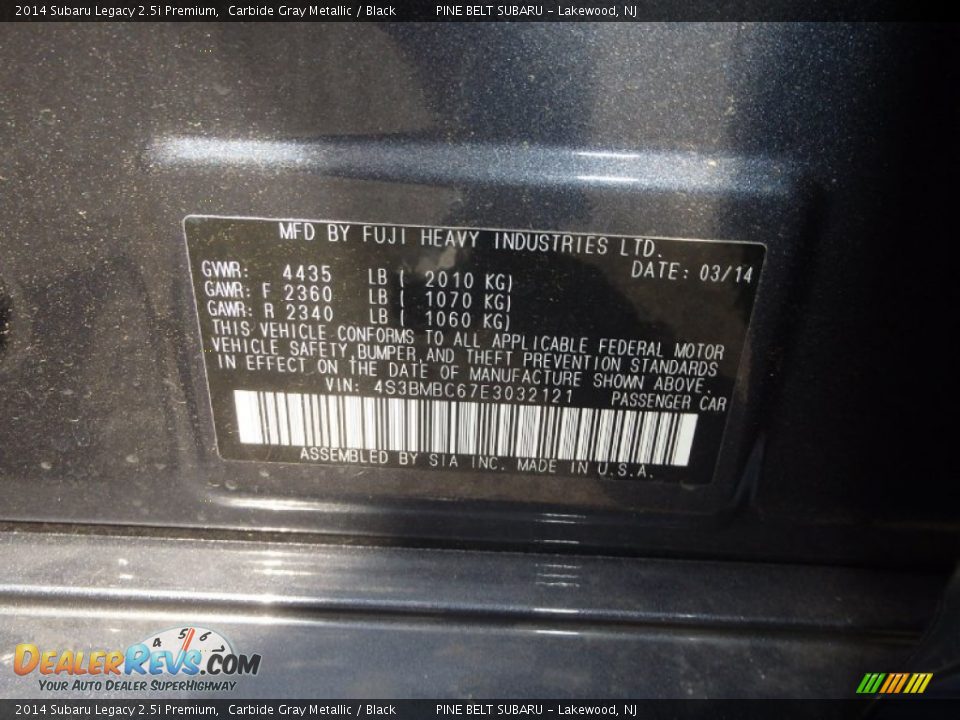 2014 Subaru Legacy 2.5i Premium, Carbide Gray Metallic / Black PINE BELT SUBARU - Lakewood, NJ
MFD BY FUJI HEAVY INDUSTRIES LTD.
DATE: 03/14
GVWR: 4435 LB ( 2010 KG)
GAWR: F 2360 LB ( 1070 KG)
GAWR: R 2340 LB ( 1060 KG)
THIS VEHICLE CONFORMS TO ALL APPLICABLE FEDERAL MOTOR
VEHICLE SAFETY,BUMPER,AND THEFT PREVENTION STANDARDS
IN EFFECT ON THE DATE OF MANUFACTURE SHOWN ABOVE.
VIN: 4S3BMBC67E3032121 PASSENGER CAR
ASSEMBLED BY SIA INC. MADE IN U.S.A.
4 5 6
DEALERREVS.COM
YOUR AUTO DEALER SUPERHIGHWAY
2014 Subaru Legacy 2.5i Premium, Carbide Gray Metallic / Black PINE BELT SUBARU - Lakewood, NJ